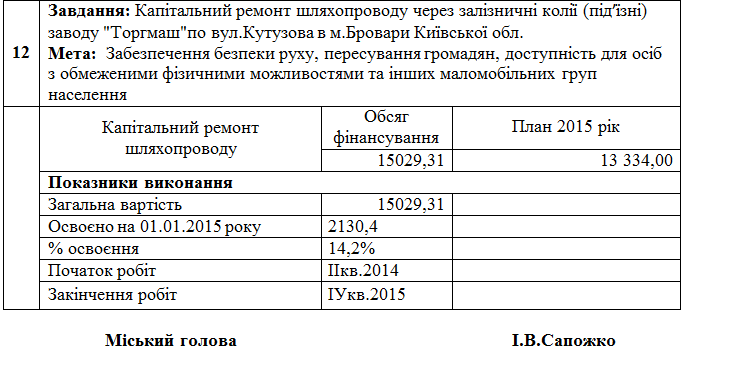 Завдання: Капітальний ремонт шляхопроводу через залізничні колії (під'їзні)
заводу "Торгмаш"по вул.Кутузова в м.Бровари Київської обл.
12 Мета: Забезпечення безпеки руху, пересування громадян, доступність для осіб
з обмеженими фізичними можливостями та інших маломобільних груп
населення
Капітальний ремонт
шляхопроводу
Обсяг
фінансування
План 2015 рік
15029,31 13 334,00
Показники виконання
Загальна вартість 15029,31
Освоєно на 01.01.2015 року 2130,4
% освоєння 14,2%
Початок робіт ІІкв.2014
Закінчення робіт ІУкв.2015
Міський голова І.В.Сапожко